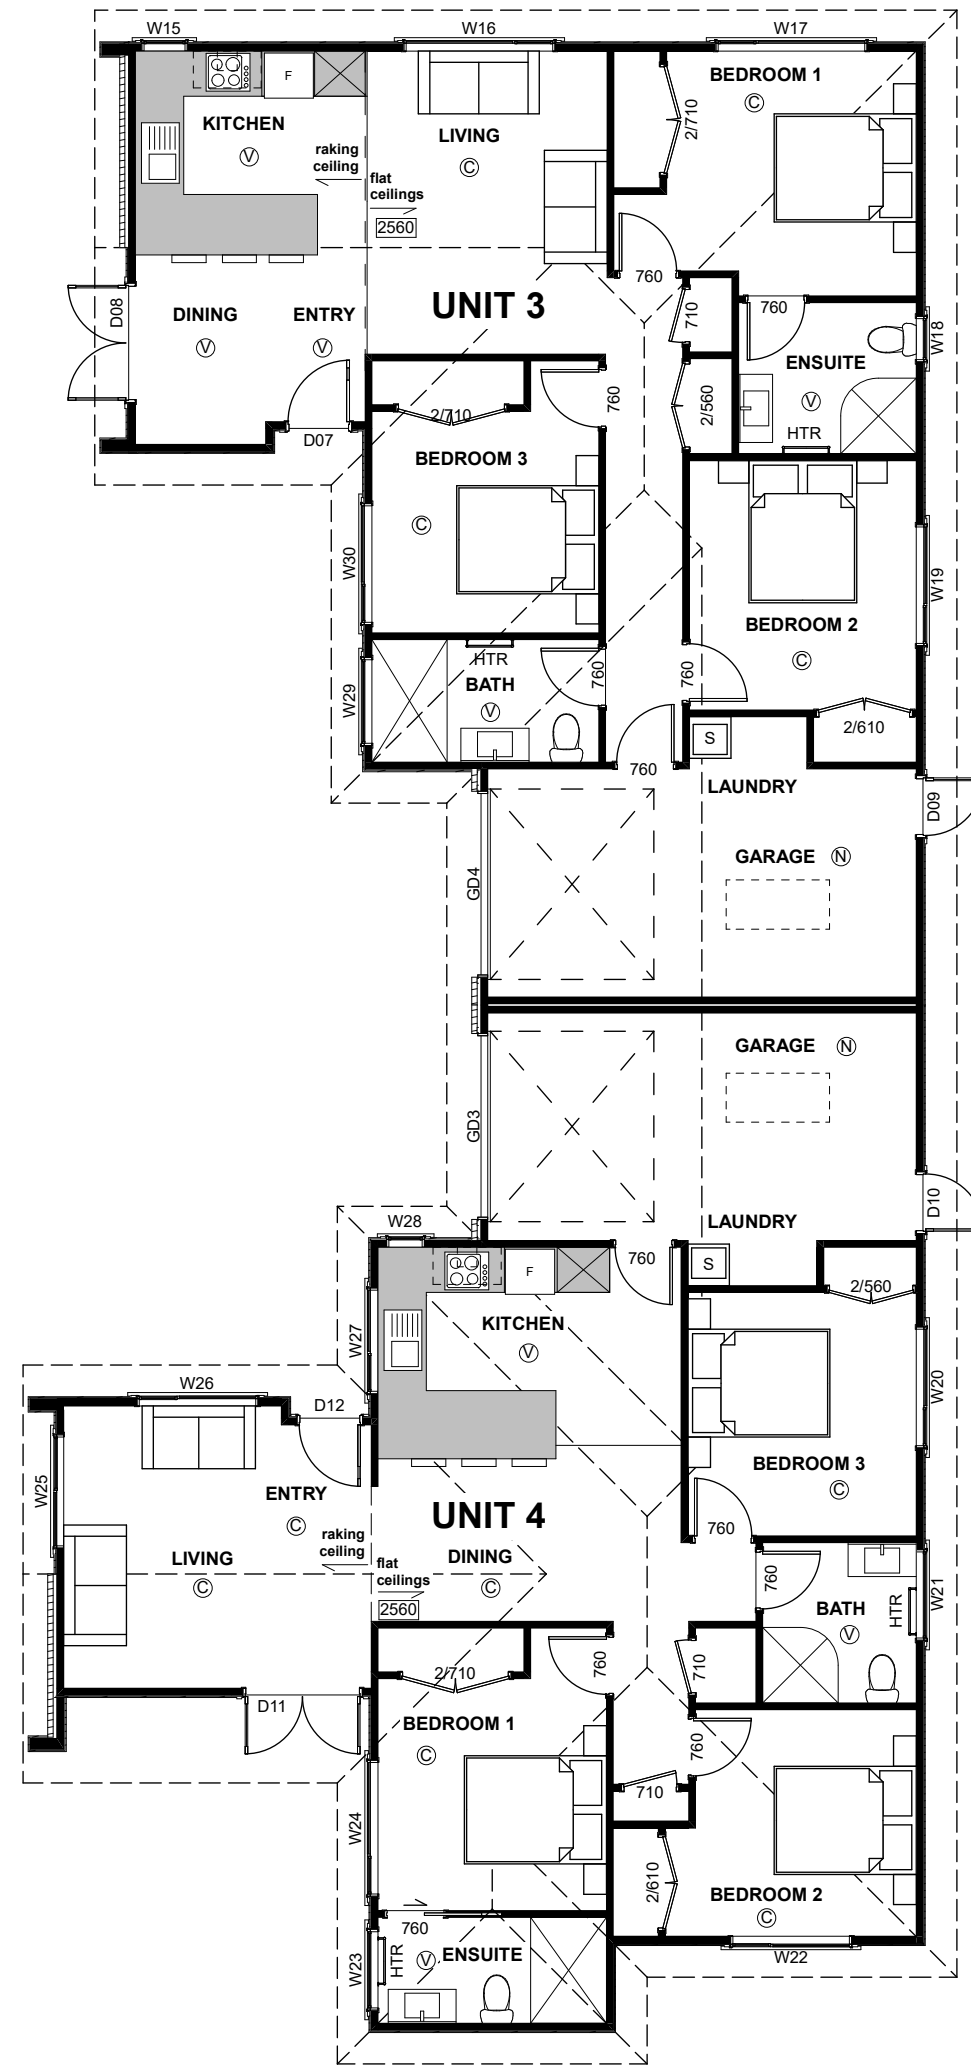 W15
W16
W17
BEDROOM 1
F
C
2/710
KITCHEN
LIVING
V
raking
ceiling
C
flat
ceilings
2560
760
UNIT 3
D08
DINING
ENTRY
710
760
W18
V
V
ENSUITE
2/560
V
760
2/710
D07
HTR
BEDROOM 3
C
W30
W19
BEDROOM 2
C
HTR
760
760
BATH
W29
V
2/610
S
760
LAUNDRY
D09
GARAGE N
GD4
GARAGE N
GD3
D10
LAUNDRY
W28
760
S
F
2/560
KITCHEN
W27
V
W20
W26
D12
BEDROOM 3
W25
ENTRY
C
UNIT 4
C
760
raking
ceiling
LIVING
DINING
flat
ceilings
C
C
760
2560
BATH
HTR
W21
V
760
710
2/710
D11
BEDROOM 1
C
760
710
W24
2/610
BEDROOM 2
C
760
ENSUITE
V
HTR
W23
W22